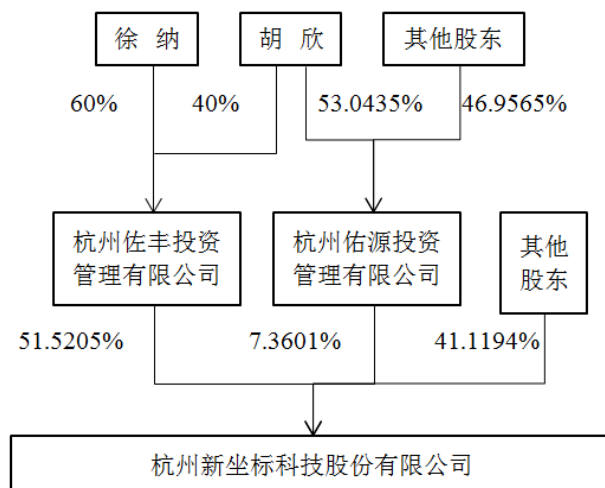 徐 纳
胡 欣
其他股东
60%
40%
53.0435%
46.9565%
杭州佐丰投资
管理有限公司
杭州佑源投资
管理有限公司
其他
股东
51.5205%
7.3601%
41.1194%
杭州新坐标科技股份有限公司